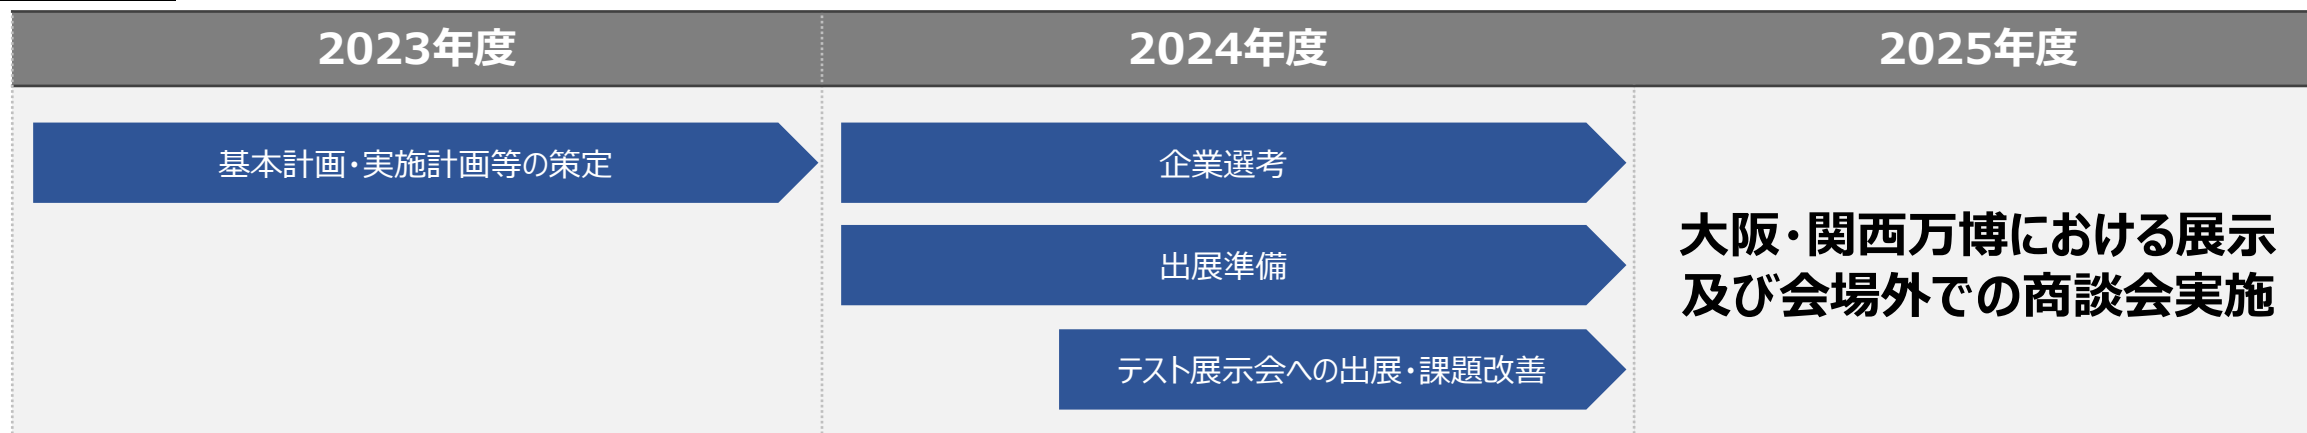 2023年度
2024年度
2025年度
基本計画・実施計画等の策定
企業選考
出展準備
テスト展示会への出展・課題改善
大阪・関西万博における展示
及び会場外での商談会実施